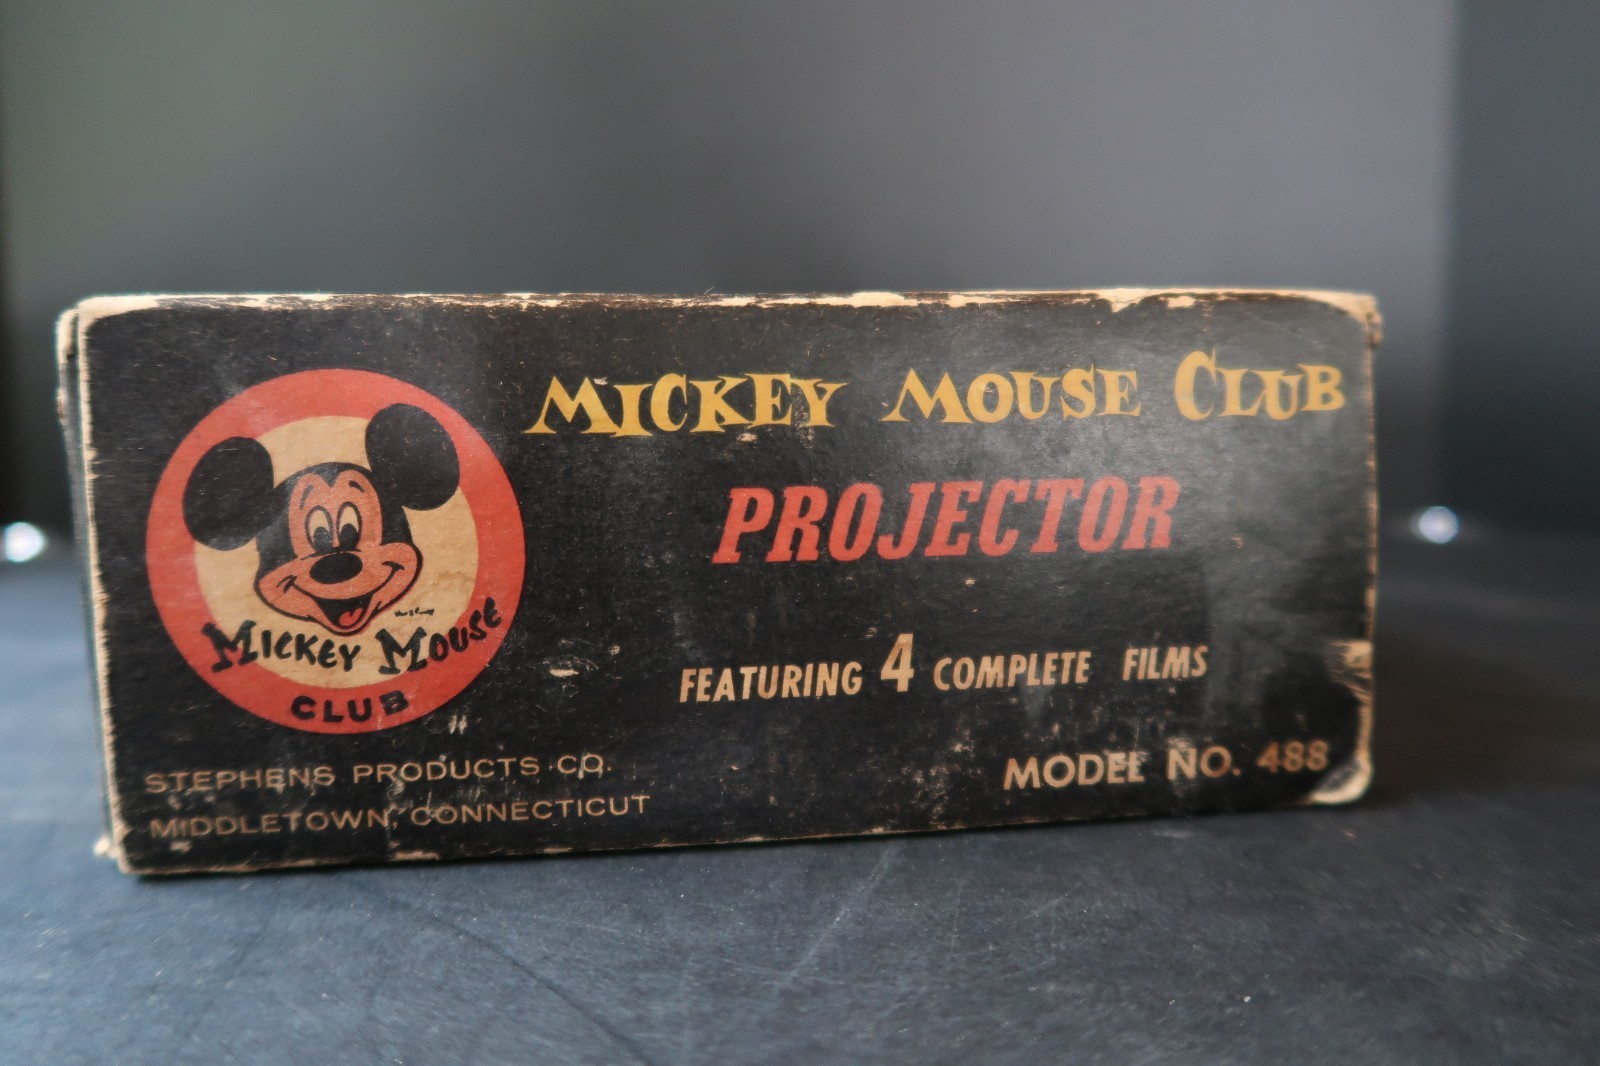 MICKEY MOUSE CLUB
PROJECTOR
FEATURING 4 COMPLETE FILMS
MODEL NO. 488
MICKEY MOUSE
CLUB
STEPHENS PRODUCTS CO.
MIDDLETOWN, CONNECTICUT